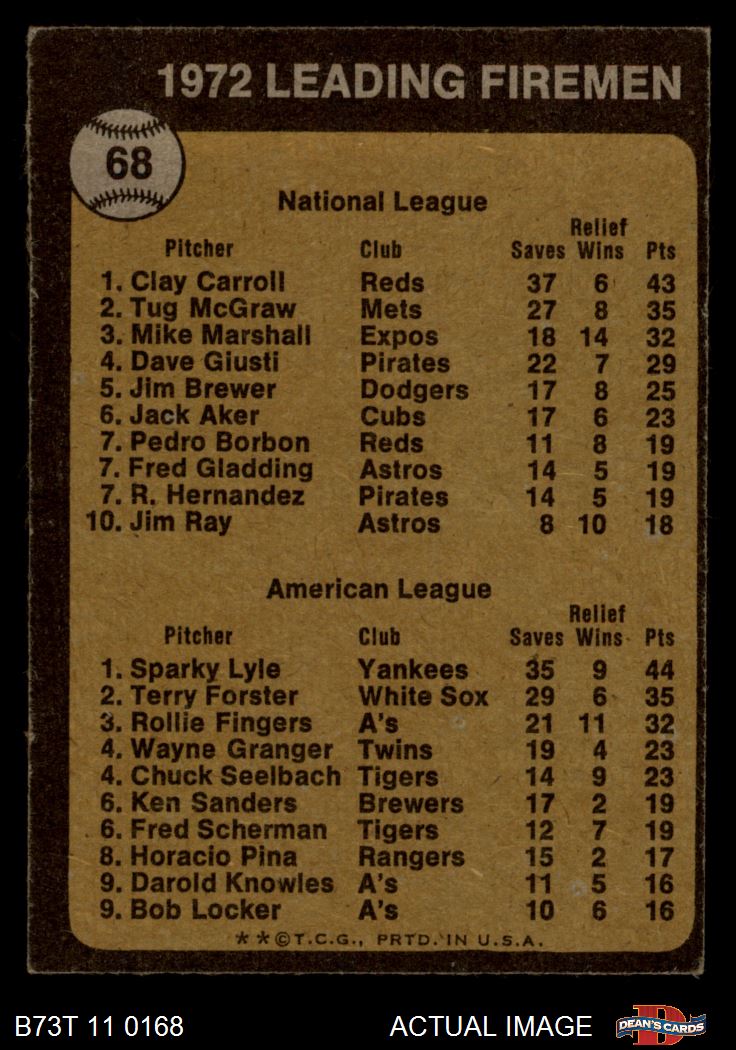 1972 LEADING FIREMEN
68
National League
Relief
Pitcher Club Saves Wins Pts
1. Clay Carroll Reds 37 6 43
2. Tug McGraw Mets 27 8 35
3. Mike Marshall Expos 18 14 32
4. Dave Giusti Pirates 22 7 29
5. Jim Brewer Dodgers 17 8 25
6. Jack Aker Cubs 17 6 23
7. Pedro Borbon Reds 11 8 19
7. Fred Gladding Astros 14 5 19
7. R. Hernandez Pirates 14 5 19
10. Jim Ray Astros 8 10 18
American League
Relief
Pitcher Club Saves Wins Pts
1. Sparky Lyle Yankees 35 9 44
2. Terry Forster White Sox 29 6 35
3. Rollie Fingers A's 21 11 32
4. Wayne Granger Twins 19 4 23
4. Chuck Seelbach Tigers 14 9 23
6. Ken Sanders Brewers 17 2 19
6. Fred Scherman Tigers 12 7 19
8. Horacio Pina Rangers 15 2 17
9. Darold Knowles A's 11 5 16
9. Bob Locker A's 10 6 16
**©T.C.G., PRTD. IN U.S.A.
B73T 11 0168 ACTUAL IMAGE
D
DEAN'S CARDS